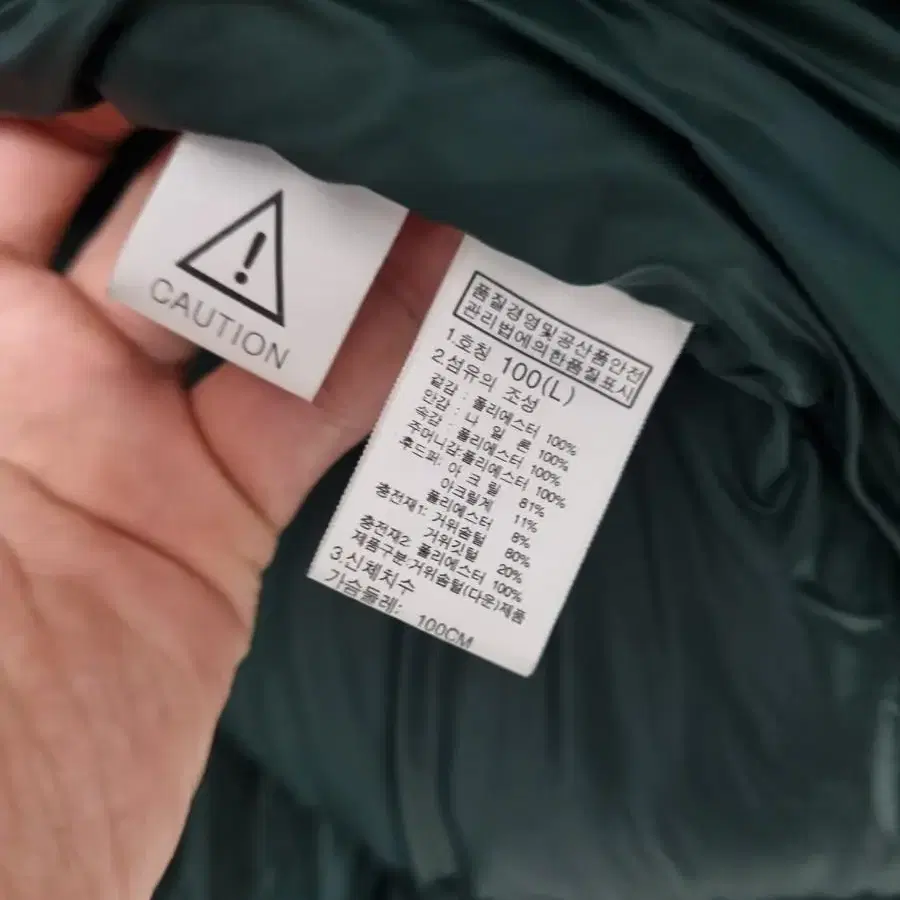 CAUTION
품질경영및공산품안전
관리법에의한품질표시
1.호칭 100(L)
2.섬유의 조성
겉감 : 폴리에스터 100%
안감 : 나 일 론 100%
속감 : 폴리에스터 100%
주머니감:폴리에스터 100%
후드퍼: 아 크 릴 81%
아크릴계 11%
폴리에스터 8%
충전재1: 거위솜털 80%
거위깃털 20%
충전재2: 폴리에스터 100%
제품구분:거위솜털(다운)제품
3.신체치수
가슴둘레: 100CM